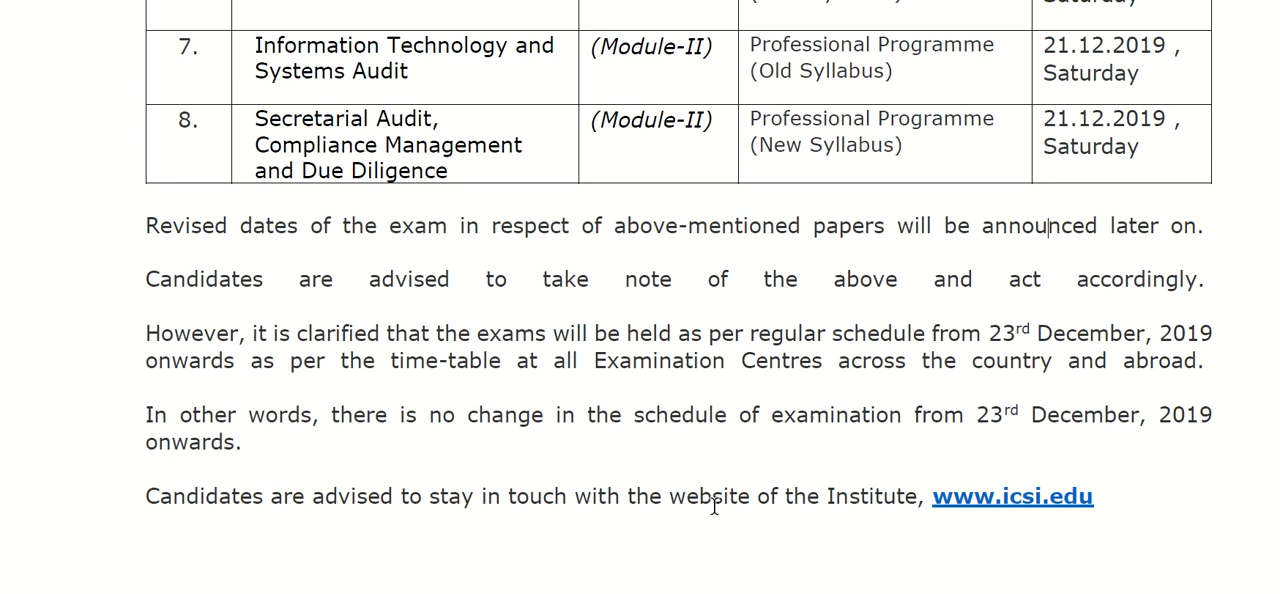 Saturday
7. Information Technology and Systems Audit (Module-II) Professional Programme (Old Syllabus) 21.12.2019 , Saturday
8. Secretarial Audit, Compliance Management and Due Diligence (Module-II) Professional Programme (New Syllabus) 21.12.2019 , Saturday
Revised dates of the exam in respect of above-mentioned papers will be announced later on.
Candidates are advised to take note of the above and act accordingly.
However, it is clarified that the exams will be held as per regular schedule from 23rd December, 2019
onwards as per the time-table at all Examination Centres across the country and abroad.
In other words, there is no change in the schedule of examination from 23rd December, 2019
onwards.
Candidates are advised to stay in touch with the website of the Institute, www.icsi.edu